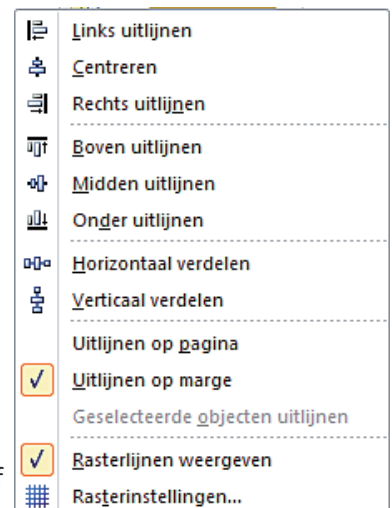 Links uitlijnen
Centreren
Rechts uitlijnen
Boven uitlijnen
Midden uitlijnen
Onder uitlijnen
Horizontaal verdelen
Verticaal verdelen
Uitlijnen op pagina
Uitlijnen op marge
Geselecteerde objecten uitlijnen
Rasterlijnen weergeven
Rasterinstellingen...